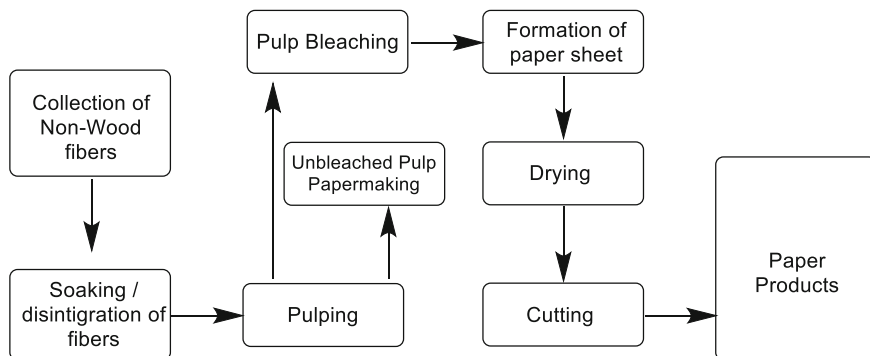 Collection of
Non-Wood
fibers
Soaking /
disintigration of
fibers
Pulping
Pulp Bleaching
Unbleached Pulp
Papermaking
Formation of
paper sheet
Drying
Cutting
Paper
Products